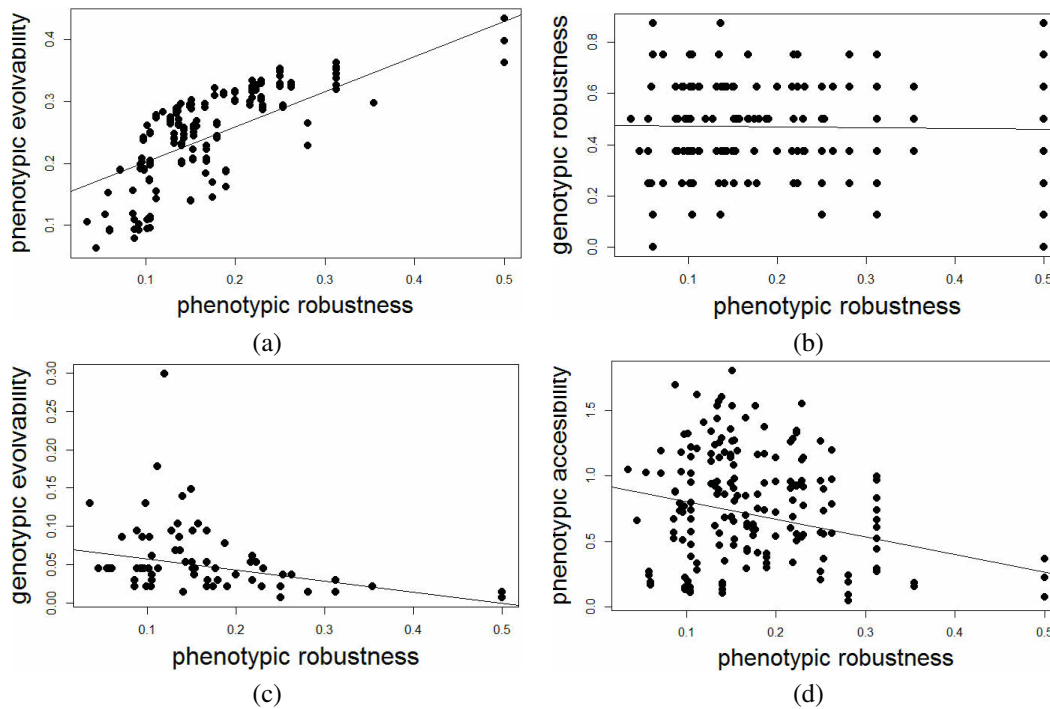 phenotypic evolvability
0.4
0.3
0.2
0.1
0.1 0.2 0.3 0.4 0.5
phenotypic robustness
(a)
genotypic robustness
0.8
0.6
0.4
0.2
0.0
0.1 0.2 0.3 0.4 0.5
phenotypic robustness
(b)
genotypic evolvability
0.30
0.25
0.20
0.15
0.10
0.05
0.00
0.1 0.2 0.3 0.4 0.5
phenotypic robustness
(c)
phenotypic accesibility
1.5
1.0
0.5
0.0
0.1 0.2 0.3 0.4 0.5
phenotypic robustness
(d)